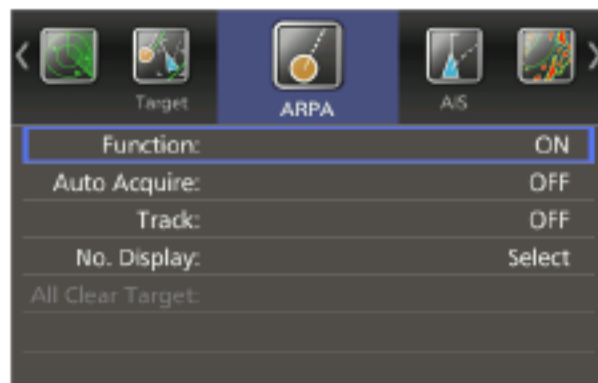 Target
ARPA
AIS
Function: ON
Auto Acquire: OFF
Track: OFF
No. Display: Select
All Clear Target: